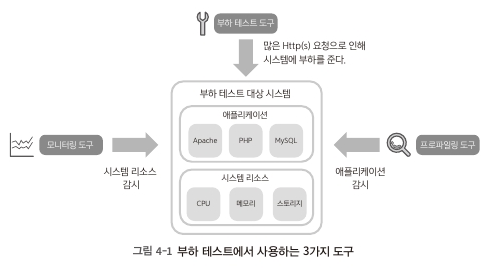 부하 테스트 도구
많은 Http(s) 요청으로 인해
시스템에 부하를 준다.
부하 테스트 대상 시스템
애플리케이션
Apache
PHP
MySQL
모니터링 도구
프로파일링 도구
시스템 리소스
감시
애플리케이션
감시
시스템 리소스
CPU
메모리
스토리지
그림 4-1 부하 테스트에서 사용하는 3가지 도구